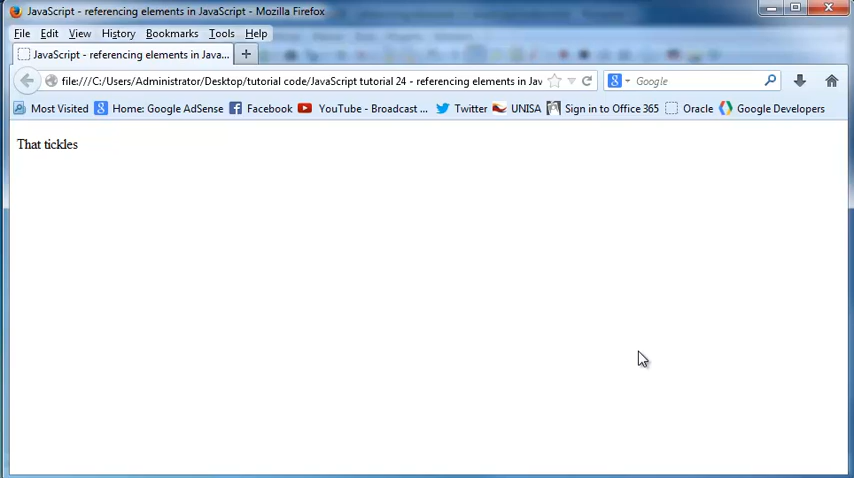 JavaScript - referencing elements in JavaScript - Mozilla Firefox
File Edit View History Bookmarks Tools Help
JavaScript - referencing elements in Java...
file:///C:/Users/Administrator/Desktop/tutorial code/JavaScript tutorial 24 - referencing elements in Jav
Google
Most Visited Home: Google AdSense Facebook YouTube - Broadcast ... Twitter UNISA Sign in to Office 365 Oracle Google Developers
That tickles